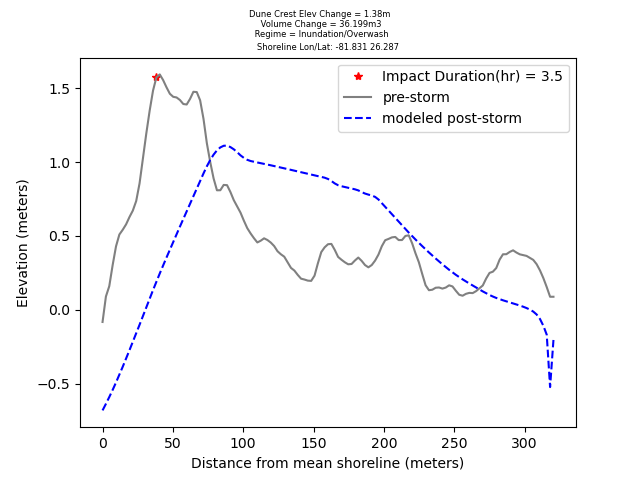 Dune Crest Elev Change = 1.38m
Volume Change = 36.199m3
Regime = Inundation/Overwash
Shoreline Lon/Lat: -81.831 26.287
Impact Duration(hr) = 3.5
pre-storm
modeled post-storm
1.5
1.0
0.5
0.0
−0.5
Elevation (meters)
0 50 100 150 200 250 300
Distance from mean shoreline (meters)